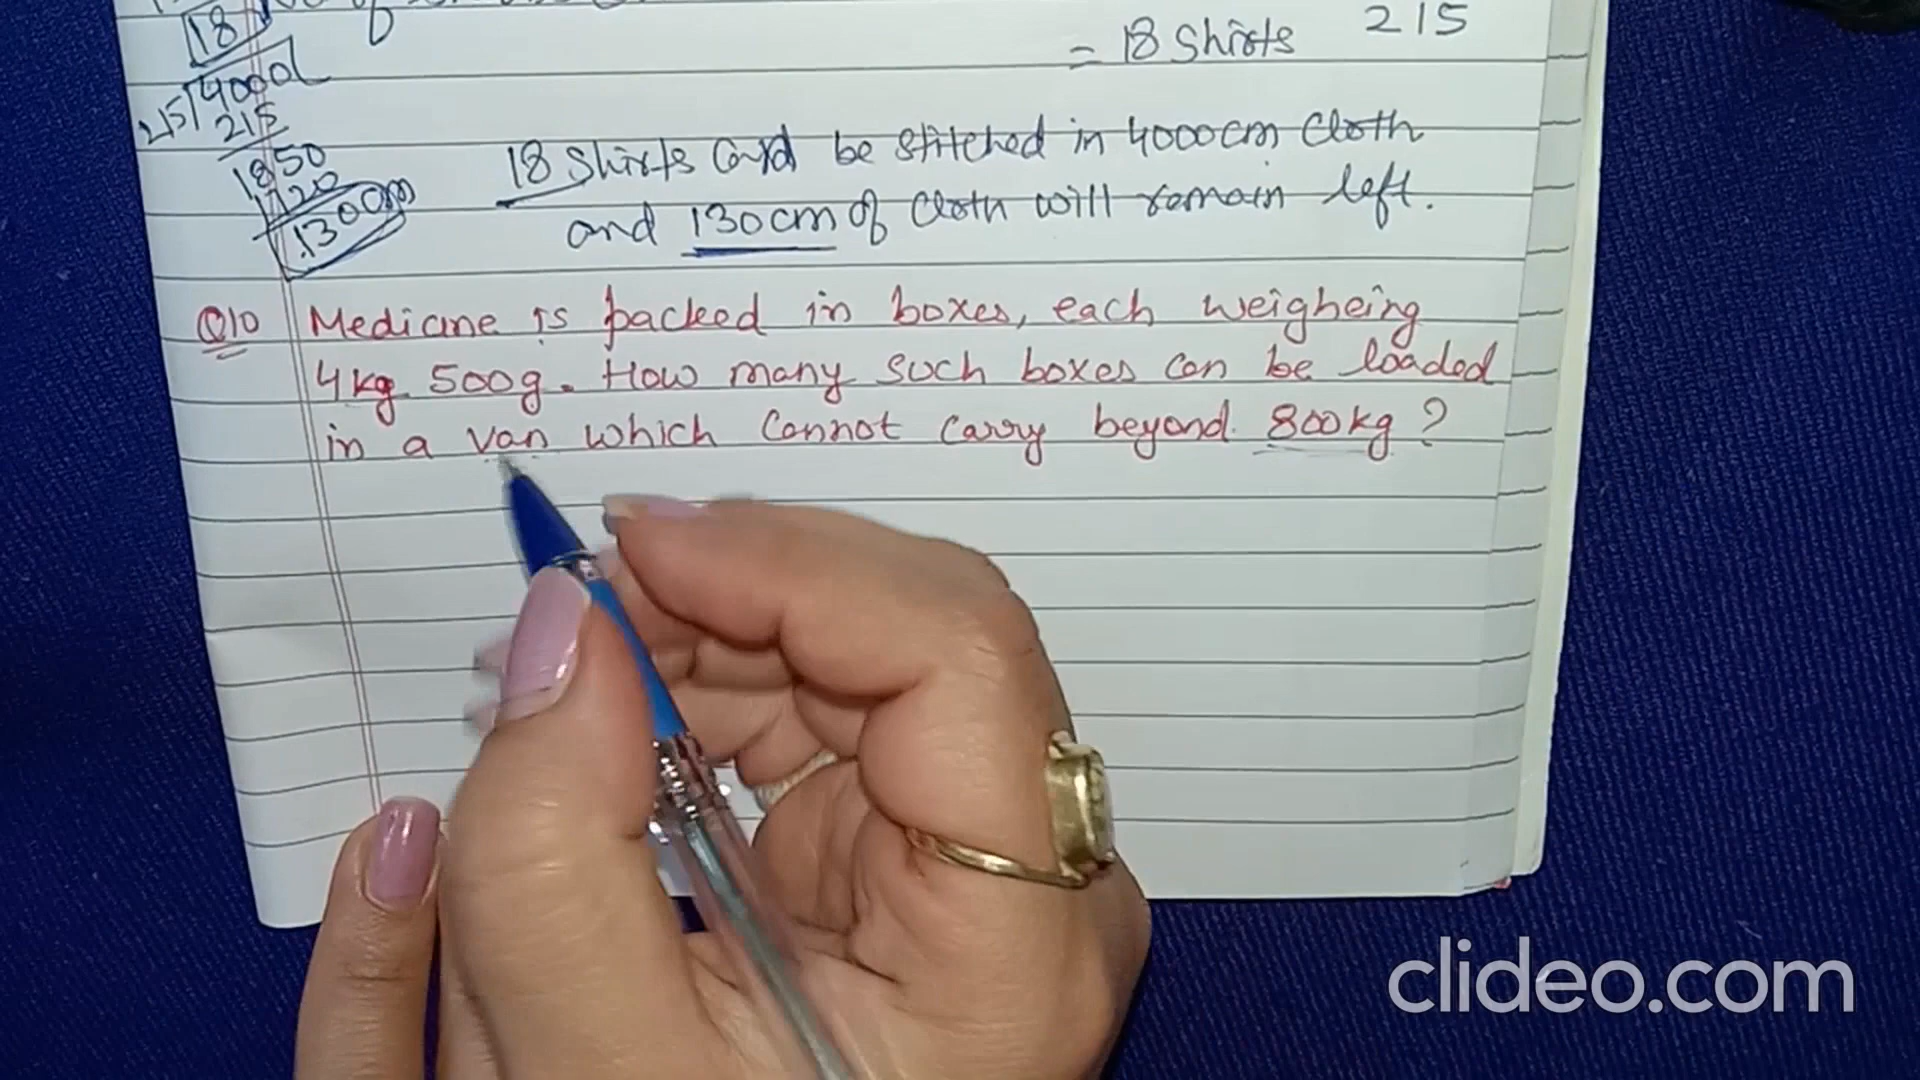 18
= 18 Shirts 215
215 4000
215
1850
1720
130cm
18 Shirts could be stitched in 4000cm cloth
and 130cm of cloth will remain left.
Q10 Medicine is packed in boxes, each weigheing
4kg 500g. How many such boxes can be loaded
in a van which cannot carry beyond 800kg?
clideo.com